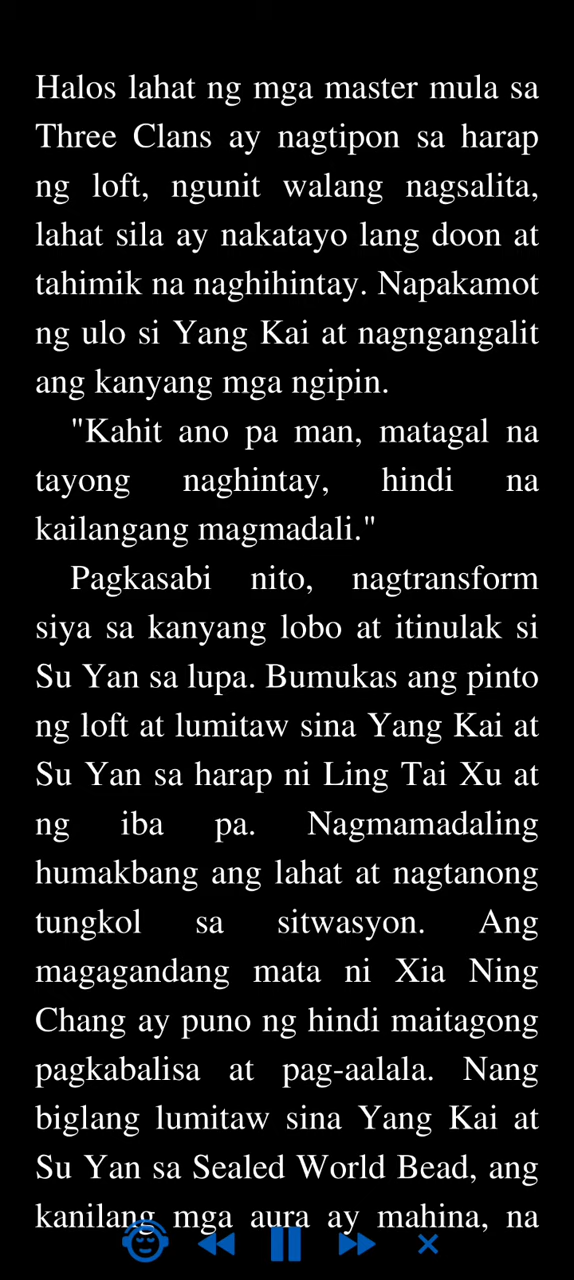 Halos lahat ng mga master mula sa
Three Clans ay nagtipon sa harap
ng loft, ngunit walang nagsalita,
lahat sila ay nakatayo lang doon at
tahimik na naghihintay. Napakamot
ng ulo si Yang Kai at nagngangalit
ang kanyang mga ngipin.
"Kahit ano pa man, matagal na
tayong naghintay, hindi na
kailangang magmadali."
Pagkasabi nito, nagtransform
siya sa kanyang lobo at itinulak si
Su Yan sa lupa. Bumukas ang pinto
ng loft at lumitaw sina Yang Kai at
Su Yan sa harap ni Ling Tai Xu at
ng iba pa. Nagmamadaling
humakbang ang lahat at nagtanong
tungkol sa sitwasyon. Ang
magagandang mata ni Xia Ning
Chang ay puno ng hindi maitagong
pagkabalisa at pag-aalala. Nang
biglang lumitaw sina Yang Kai at
Su Yan sa Sealed World Bead, ang
kanilang mga aura ay mahina, na